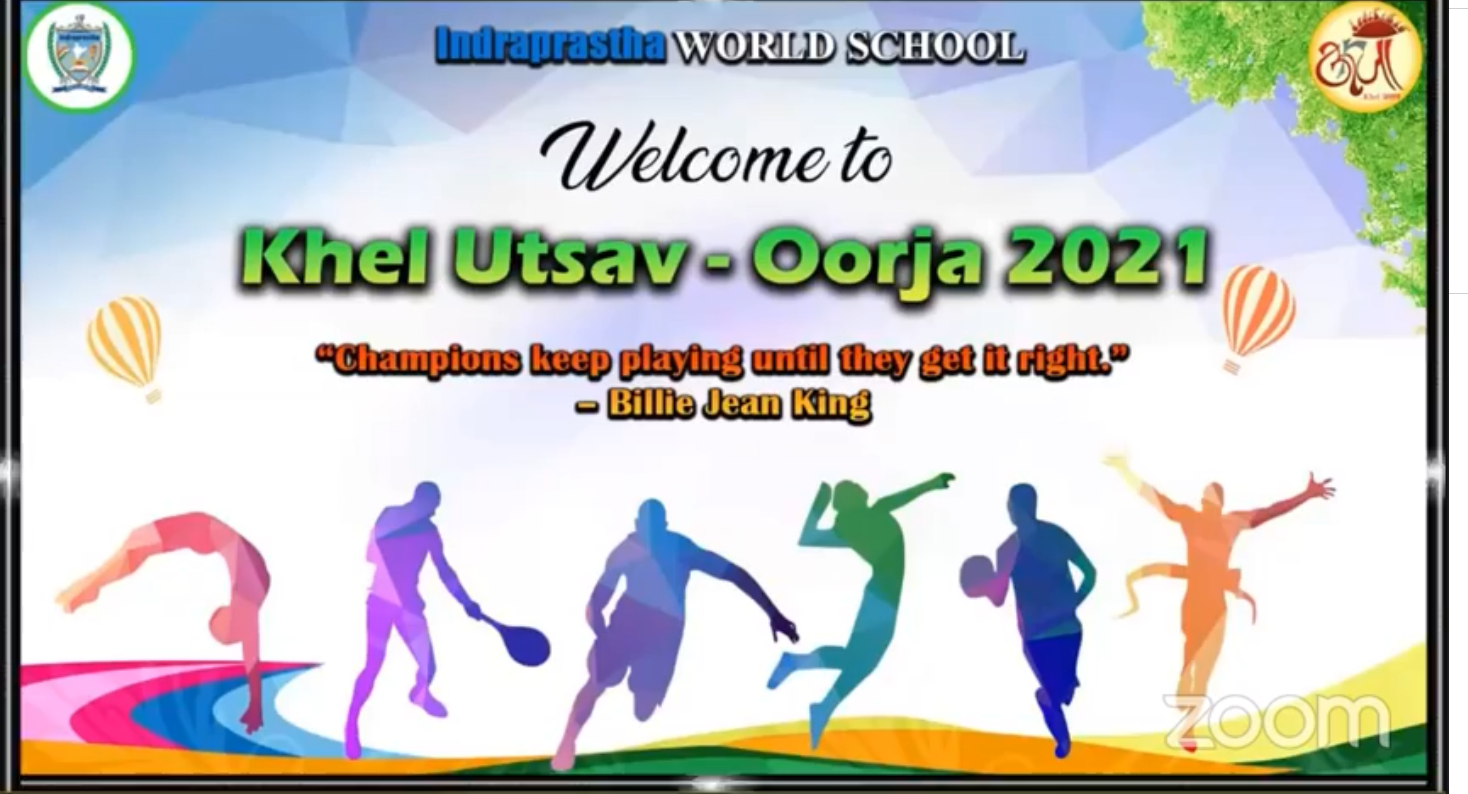 Indraprastha WORLD SCHOOL
Welcome to
Khel Utsav - Oorja 2021
“Champions keep playing until they get it right.”
– Billie Jean King
zoom